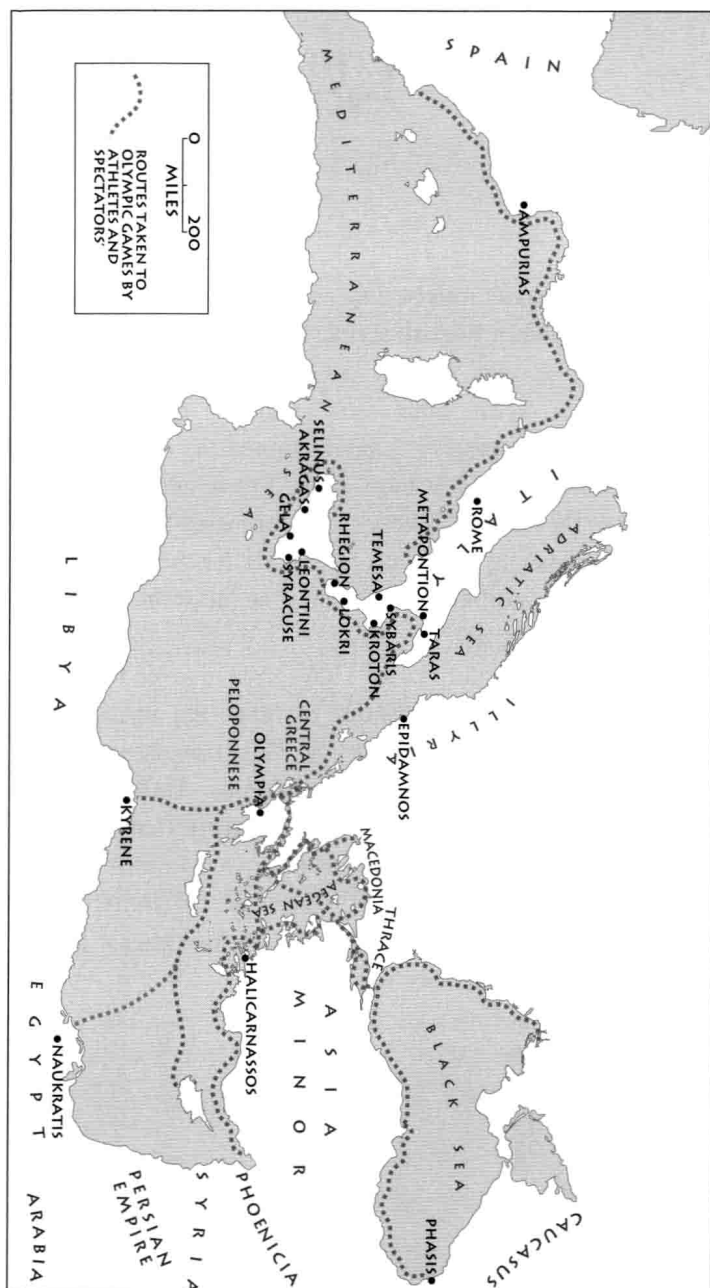 SPAIN
MEDITERRANEAN
SEA
AMPURIAS
ITALY
ROME
ADRIATIC SEA
ILLYRIA
METAPONTION
TARAS
TEMESA
SYBARIS
KROTON
RHEGION
LOKRI
SELINUS
AKRAGAS
GELA
LEONTINI
SYRACUSE
EPIDAMNOS
CENTRAL
GREECE
OLYMPIA
PELOPONNESE
MACEDONIA
THRACE
AEGEAN SEA
BLACK SEA
CAUCASUS
PHASIS
ASIA
MINOR
HALICARNASSOS
PHOENICIA
SYRIA
PERSIAN
EMPIRE
LIBYA
KYRENE
EGYPT
NAUKRATIS
ARABIA
0 200
MILES
ROUTES TAKEN TO
OLYMPIC GAMES BY
ATHLETES AND
SPECTATORS'